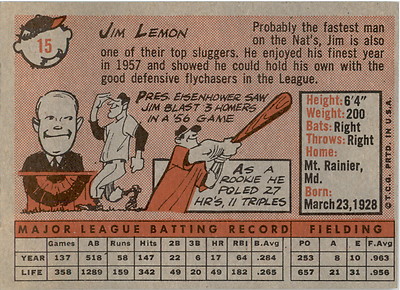 15
JIM LEMON
Probably the fastest man
on the Nat's, Jim is also
one of their top sluggers. He enjoyed his finest year
in 1957 and showed he could hold his own with the
good defensive flychasers in the League.
PRES. EISENHOWER SAW
JIM BLAST 3 HOMERS
IN A '56 GAME
AS A
ROOKIE HE
POLED 27
HR'S, 11 TRIPLES
Height: 6'4"
Weight: 200
Bats: Right
Throws: Right
Home:
Mt. Rainier,
Md.
Born:
March 23, 1928
© T.C.G. PRTD. IN U.S.A.
MAJOR LEAGUE BATTING RECORD FIELDING
Games AB Runs Hits 2B 3B HR RBI B.Avg PO A E F.Avg
YEAR 137 518 58 147 22 6 17 64 .284 253 8 10 .963
LIFE 358 1289 159 342 49 20 49 182 .265 657 21 31 .956